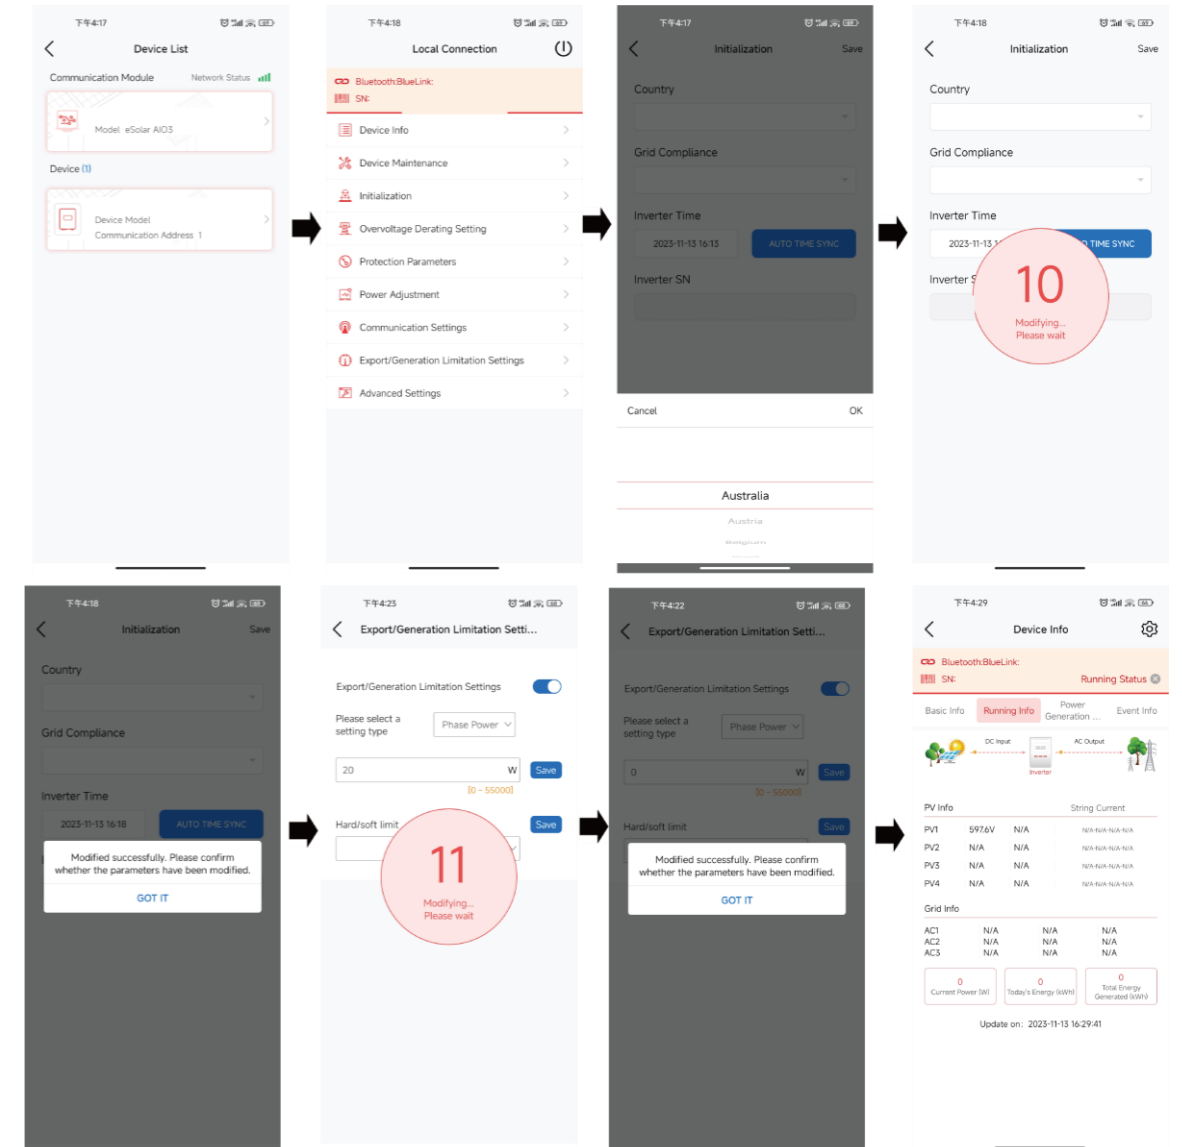 下午4:17
Device List
Communication Module Network Status
Model eSolar AIO3
Device (1)
Device Model
Communication Address 1
下午4:18
Local Connection
Bluetooth:BlueLink:
SN:
Device Info
Device Maintenance
Initialization
Overvoltage Derating Setting
Protection Parameters
Power Adjustment
Communication Settings
Export/Generation Limitation Settings
Advanced Settings
下午4:17
Initialization Save
Country
Grid Compliance
Inverter Time
2023-11-13 16:13 AUTO TIME SYNC
Inverter SN
Cancel OK
Australia
Austria
Belgium
下午4:18
Initialization Save
Country
Grid Compliance
Inverter Time
2023-11-13 TIME SYNC
Inverter S
10
Modifying...
Please wait
下午4:18
Initialization Save
Country
Grid Compliance
Inverter Time
2023-11-13 16:18 AUTO TIME SYNC
Modified successfully. Please confirm
whether the parameters have been modified.
GOT IT
下午4:23
Export/Generation Limitation Setti...
Export/Generation Limitation Settings
Please select a
setting type
Phase Power
20 W Save
[0 ~ 55000]
Hard/soft limit Save
11
Modifying...
Please wait
下午4:22
Export/Generation Limitation Setti...
Export/Generation Limitation Settings
Please select a
setting type
Phase Power
0 W Save
[0 ~ 55000]
Hard/soft limit Save
Modified successfully. Please confirm
whether the parameters have been modified.
GOT IT
下午4:29
Device Info
Bluetooth:BlueLink:
SN: Running Status
Basic Info Running Info Power
Generation ... Event Info
DC Input AC Output
Inverter
PV Info String Current
PV1 597.6V N/A N/A-N/A-N/A-N/A
PV2 N/A N/A N/A-N/A-N/A-N/A
PV3 N/A N/A N/A-N/A-N/A-N/A
PV4 N/A N/A N/A-N/A-N/A-N/A
Grid Info
AC1 N/A N/A N/A
AC2 N/A N/A N/A
AC3 N/A N/A N/A
0
Current Power (W)
0
Today's Energy (kWh)
0
Total Energy
Generated (kWh)
Update on: 2023-11-13 16:29:41